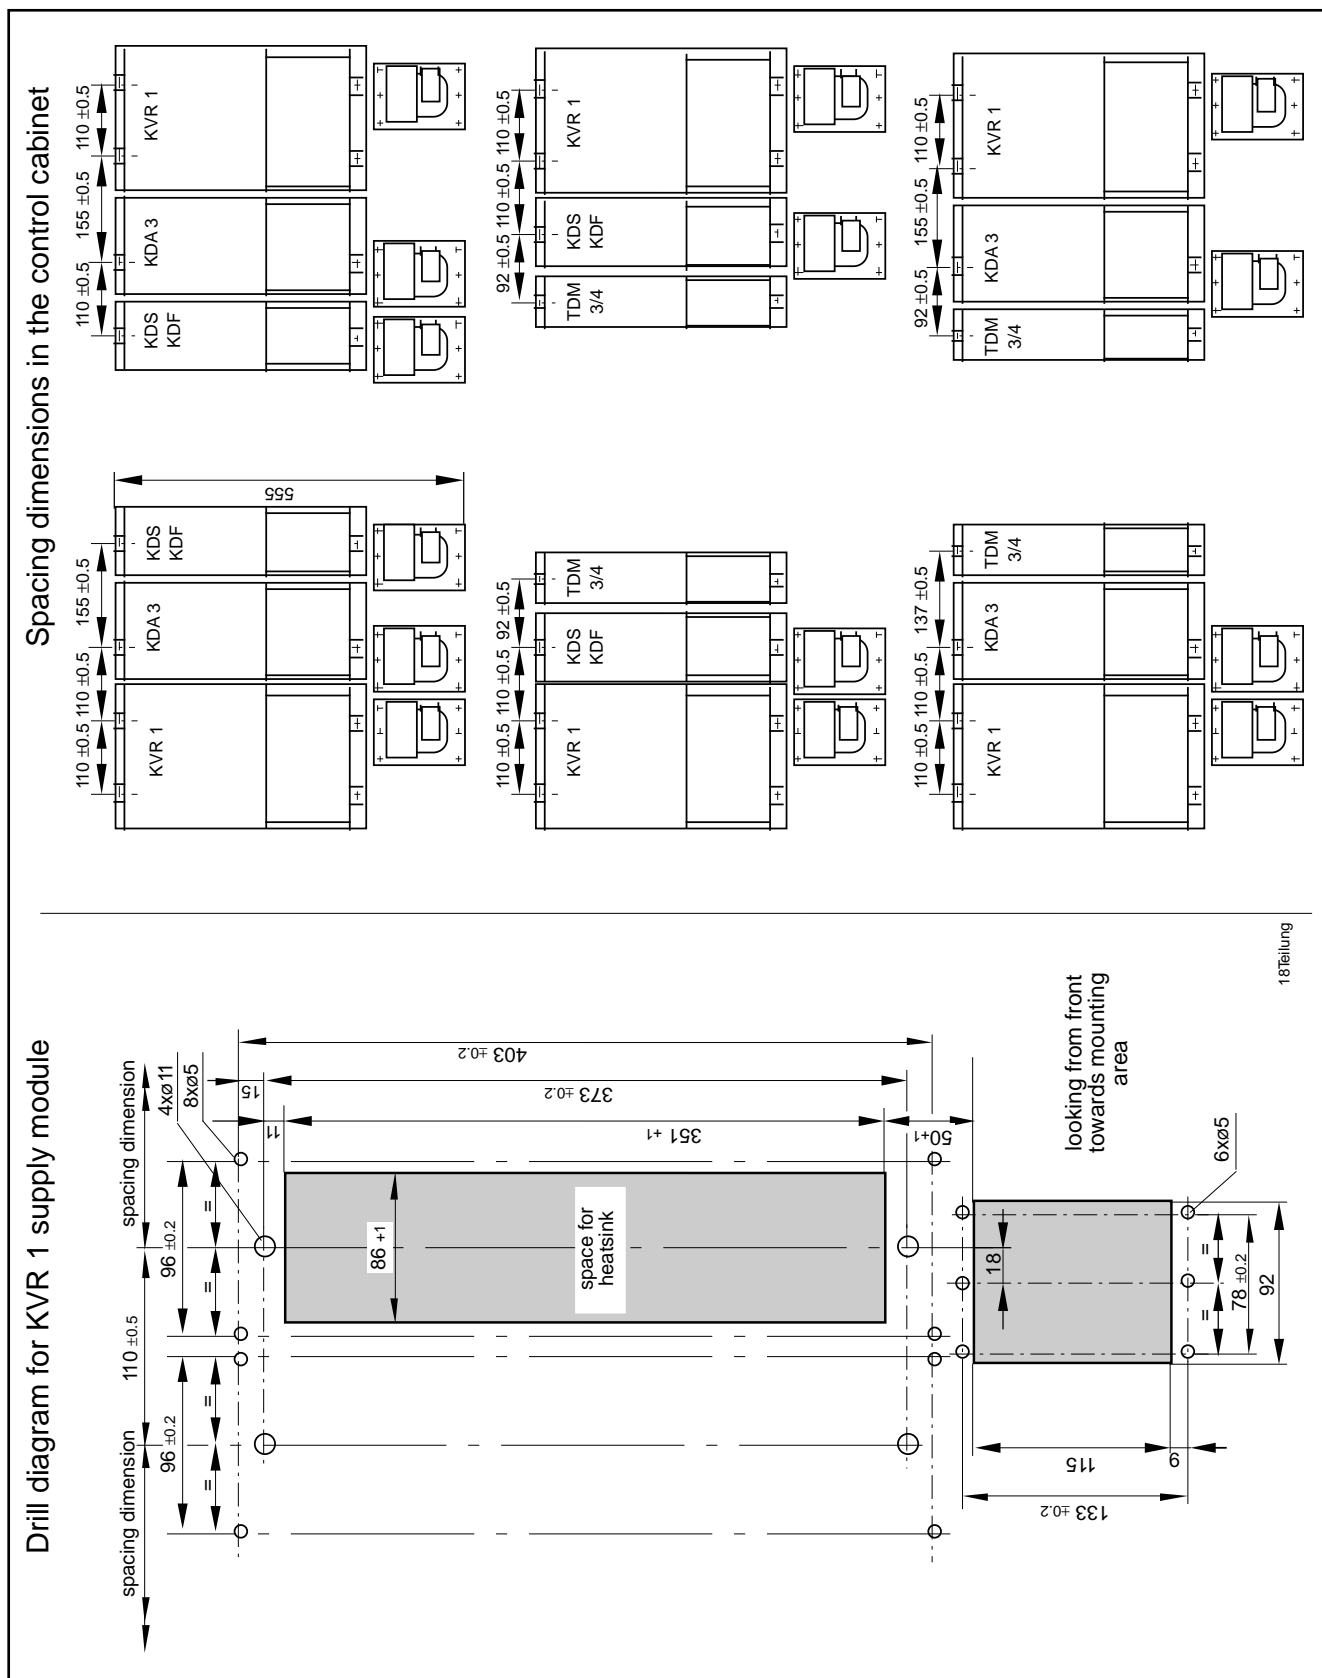 Drill diagram for KVR 1 supply module
spacing dimension
110 ±0.5
spacing dimension
96 ±0.2
96 ±0.2
=
=
=
=
4xø11
8xø5
15
11
403 ±0.2
373 ±0.2
351 +1
50+1
86 +1
space for
heatsink
18
115
9
133 ±0.2
=
=
78 ±0.2
92
6xø5
looking from front
towards mounting
area
18Teilung
Spacing dimensions in the control cabinet
110 ±0.5
110 ±0.5
155 ±0.5
KVR 1
KDA 3
KDS
KDF
555
110 ±0.5
155 ±0.5
110 ±0.5
KDS
KDF
KDA 3
KVR 1
110 ±0.5
110 ±0.5
92 ±0.5
KVR 1
KDS
KDF
TDM
3/4
92 ±0.5
110 ±0.5
110 ±0.5
TDM
3/4
KDS
KDF
KVR 1
110 ±0.5
110 ±0.5
137 ±0.5
KVR 1
KDA 3
TDM
3/4
92 ±0.5
155 ±0.5
110 ±0.5
TDM
3/4
KDA 3
KVR 1